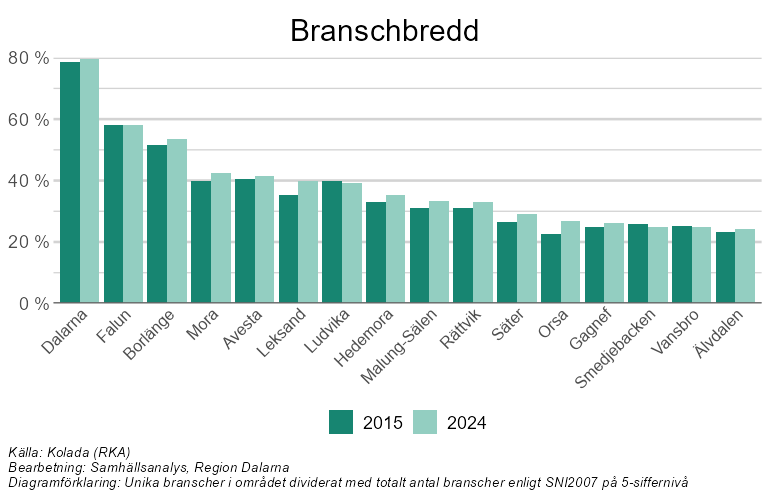 Branschbredd
80 %
60 %
40 %
20 %
0 %
Dalarna
Falun
Borlänge
Mora
Avesta
Leksand
Ludvika
Hedemora
Malung-Sälen
Rättvik
Säter
Orsa
Gagnef
Smedjebacken
Vansbro
Älvdalen
2015 2024
Källa: Kolada (RKA)
Bearbetning: Samhällsanalys, Region Dalarna
Diagramförklaring: Unika branscher i området dividerat med totalt antal branscher enligt SNI2007 på 5-siffernivå